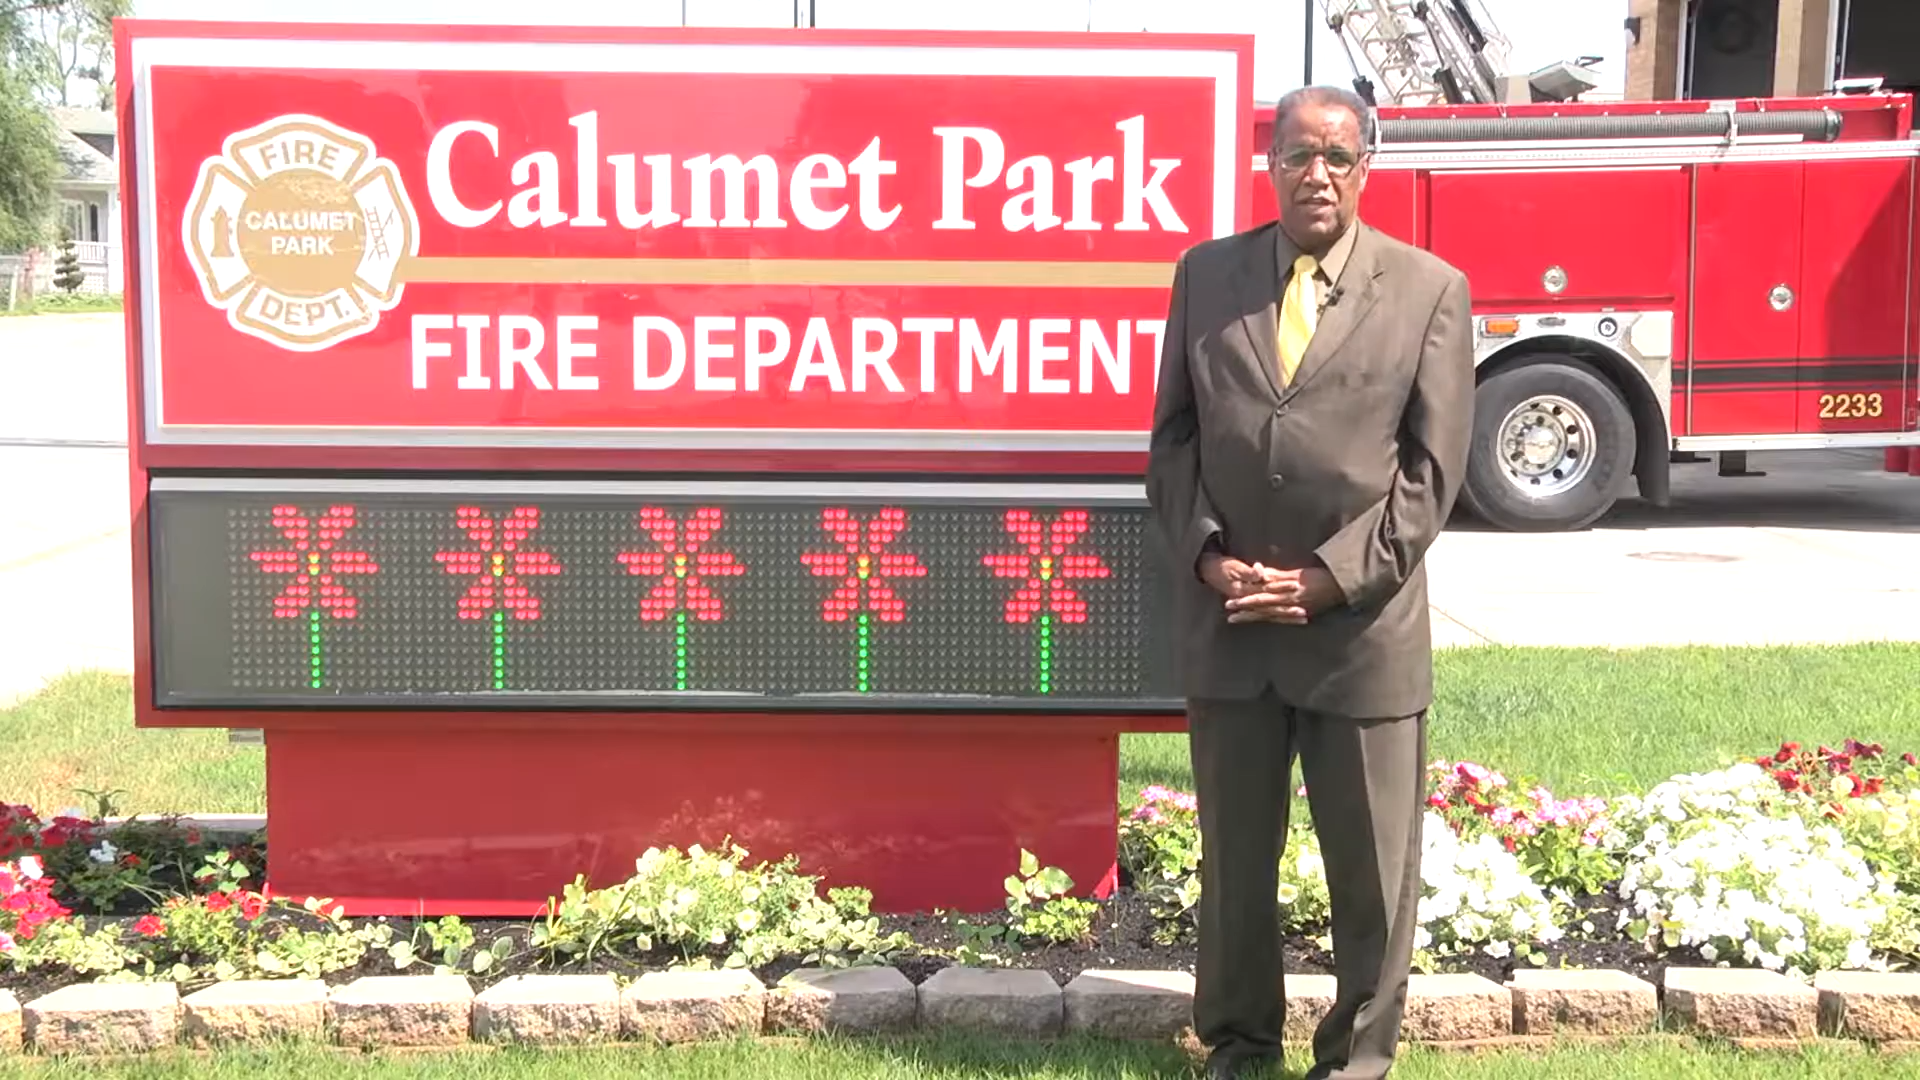 FIRE
CALUMET
PARK
DEPT.
Calumet Park
FIRE DEPARTMENT
2233